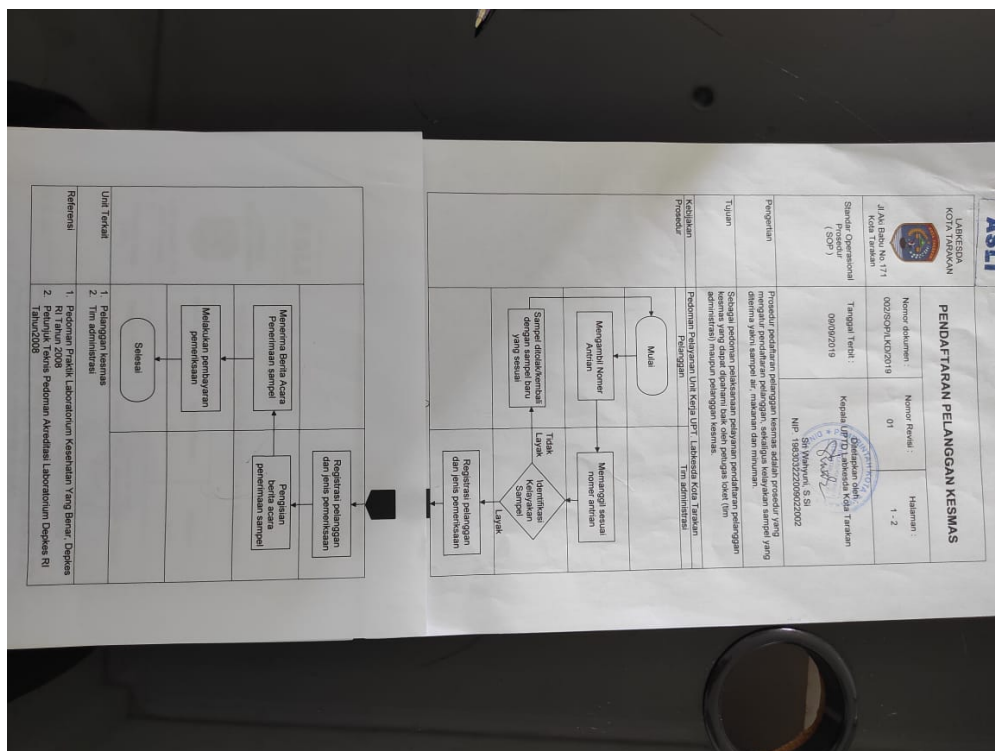 ASLI
LABKESDA
KOTA TARAKAN
Jl Aki Babu No.171
Kota Tarakan
PENDAFTARAN PELANGGAN KESMAS
Nomor dokumen :
002/SOP/LKD/2019
Nomor Revisi :
01
Halaman :
1 - 2
Standar Operasional
Prosedur
( SOP )
Tanggal Terbit :
09/09/2019
Ditetapkan oleh
Kepala UPTD Labkesda Kota Tarakan
Sri Wahyuni, S.Si
NIP. 198303222009022002
Pengertian
Prosedur pedaftaran pelanggan kesmas adalah prosedur yang
mengatur pendaftaran pelanggan, sekaligus kelayakan sampel yang
diterima yakni sampel air, makanan dan minuman.
Tujuan
Sebagai pedoman pelaksanaan pelayanan pendaftaran pelanggan
kesmas yang dapat dipahami baik oleh petugas loket (tim
administrasi) maupun pelanggan kesmas.
Kebijakan
Pedoman Pelayanan Unit Kerja UPT. Labkesda Kota Tarakan
Prosedur
Pelanggan
Tim administrasi
Mulai
Mengambil Nomer
Antrian
Memanggil sesuai
nomer antrian
Sampel ditolak/kembali
dengan sampel baru
yang sesuai
Tidak
Layak
Identifikasi
Kelayakan
Sampel
Layak
Registrasi pelanggan
dan jenis pemeriksaan
Registrasi pelanggan
dan jenis pemeriksaan
Menerima Berita Acara
Penerimaan sampel
Pengisian
berita acara
penerimaan sampel
Melakukan pembayaran
pemeriksaan
Selesai
Unit Terkait
1. Pelanggan kesmas
2. Tim administrasi
Referensi
1. Pedoman Praktik Laboratorium Kesehatan Yang Benar, Depkes
RI Tahun 2008
2. Petunjuk Teknis Pedoman Akreditasi Laboratorium Depkes RI
Tahun2008